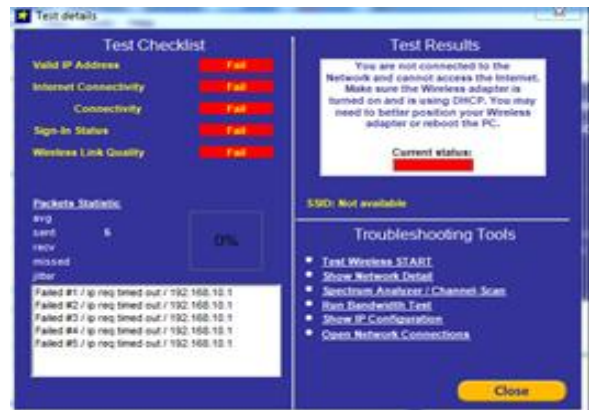 Test details
Test Checklist
Valid IP Address Fail
Internet Connectivity Fail
Connectivity
Fail
Sign-In Status Fail
Wireless Link Quality Fail
Packets Statistic
avg
sent 5
recv
missed
jitter
0%
Failed #1 / ip req timed out / 192.168.10.1
Failed #2 / ip req timed out / 192.168.10.1
Failed #3 / ip req timed out / 192.168.10.1
Failed #4 / ip req timed out / 192.168.10.1
Failed #5 / ip req timed out / 192.168.10.1
Test Results
You are not connected to the
Network and cannot access the Internet.
Make sure the Wireless adapter is
turned on and is using DHCP. You may
need to better position your Wireless
adapter or reboot the PC.
Current status:
SSID: Not available
Troubleshooting Tools
Test Wireless START
Show Network Detail
Spectrum Analyzer / Channel Scan
Run Bandwidth Test
Show IP Configuration
Open Network Connections
Close